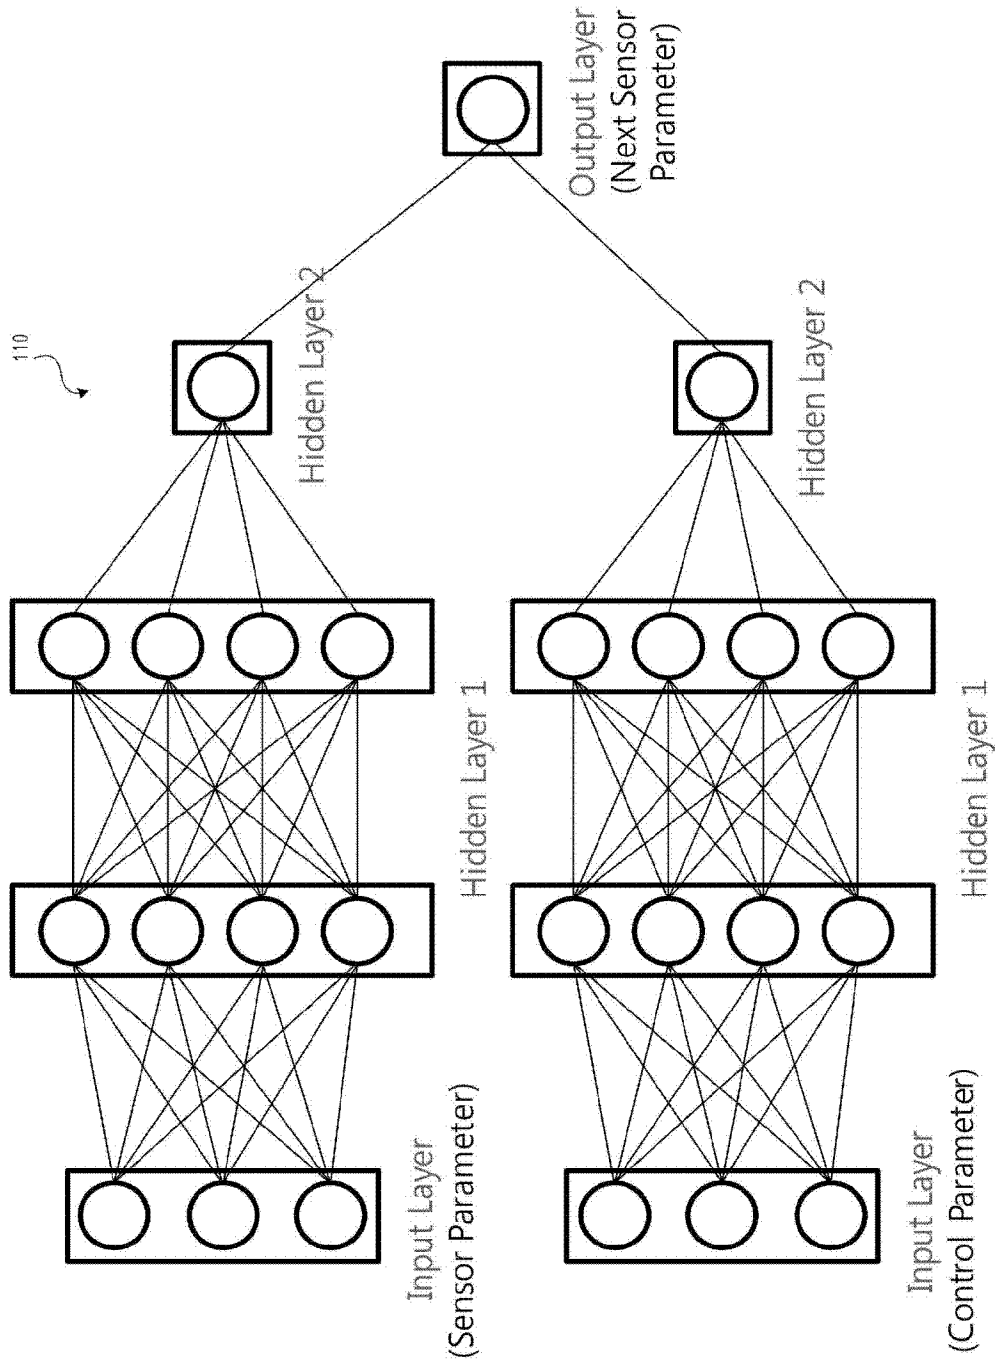 110
Input Layer
(Sensor Parameter)
Hidden Layer 1
Hidden Layer 2
Output Layer
(Next Sensor
Parameter)
Input Layer
(Control Parameter)
Hidden Layer 1
Hidden Layer 2